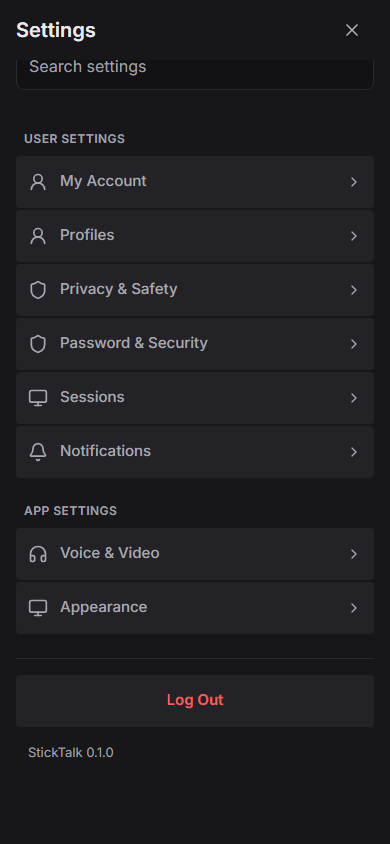 Settings
Search settings
USER SETTINGS
My Account
Profiles
Privacy & Safety
Password & Security
Sessions
Notifications
APP SETTINGS
Voice & Video
Appearance
Log Out
StickTalk 0.1.0